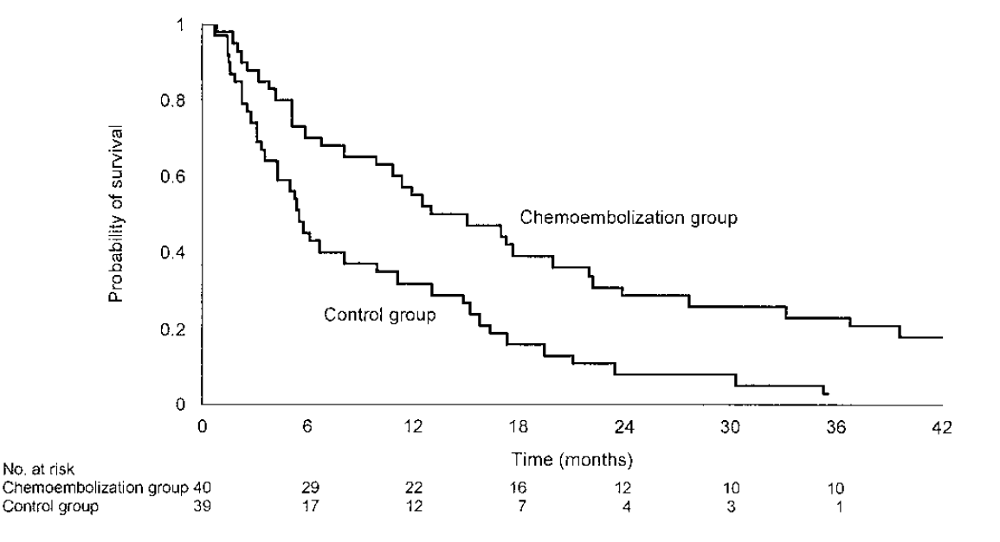 1
0.8
0.6
0.4
0.2
0
Probability of survival
Chemoembolization group
Control group
0 6 12 18 24 30 36 42
Time (months)
No. at risk
Chemoembolization group 40 29 22 16 12 10 10
Control group 39 17 12 7 4 3 1